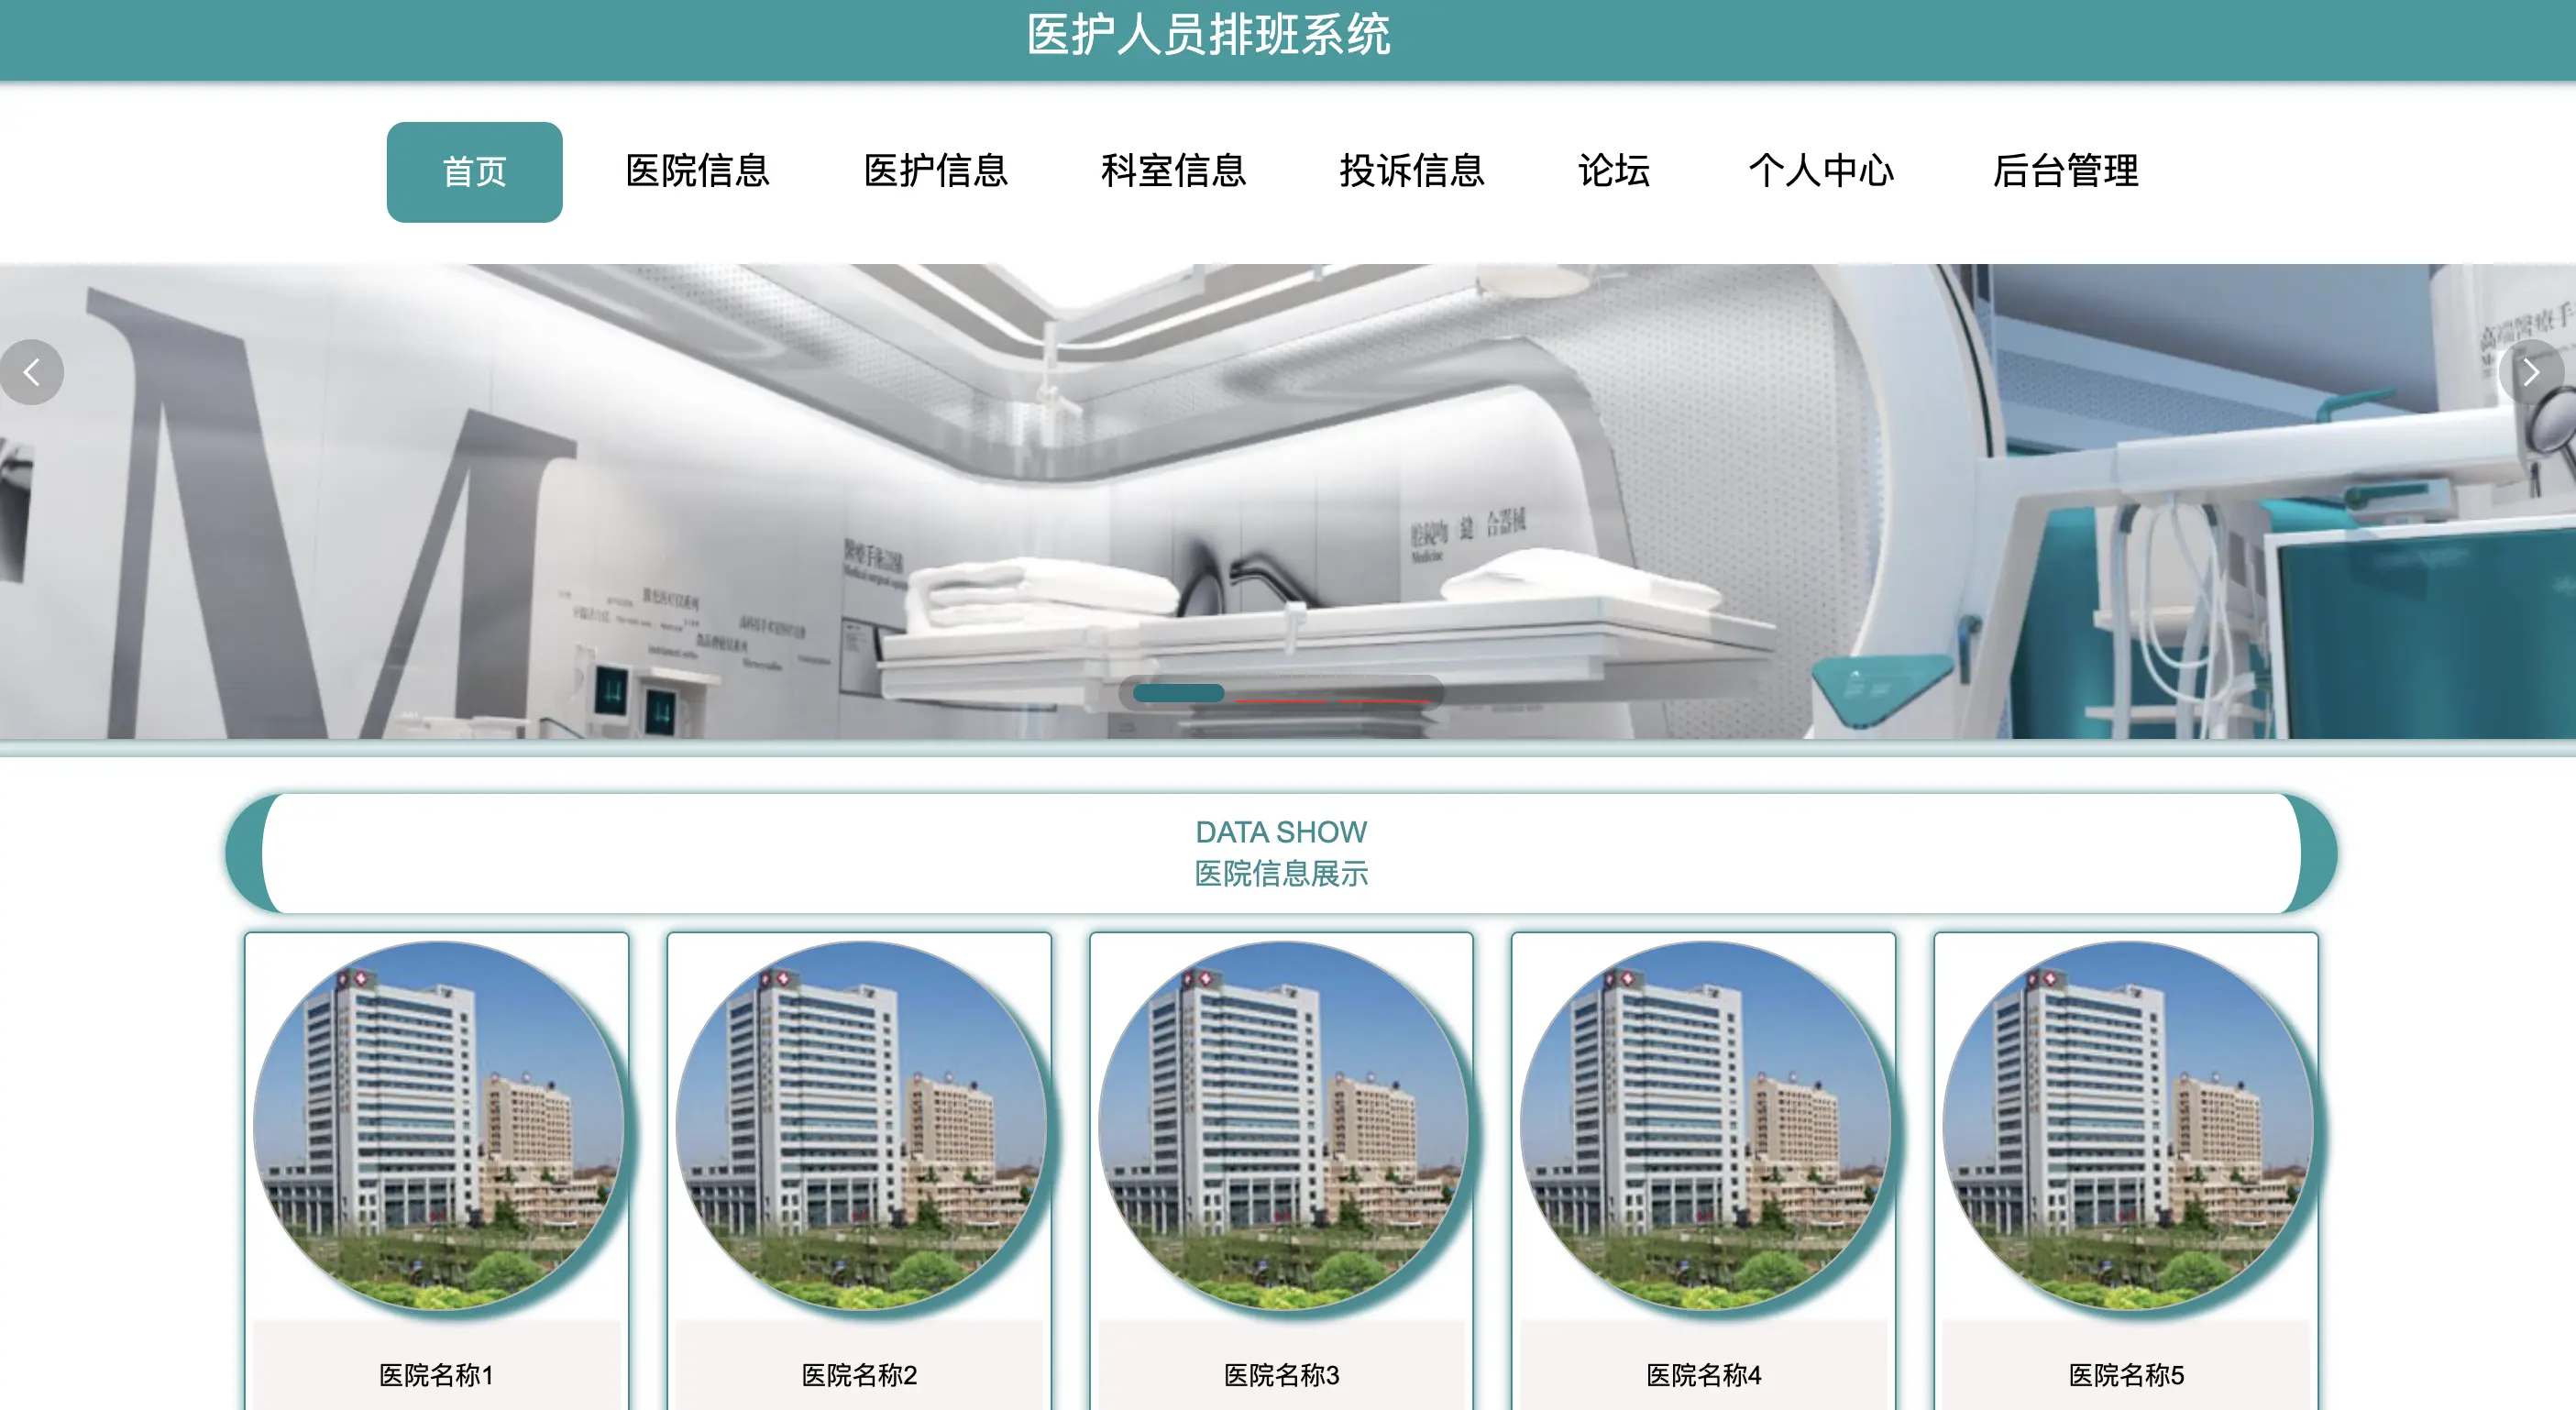 医护人员排班系统
首页 医院信息 医护信息 科室信息 投诉信息 论坛 个人中心 后台管理
M
Medicine
DATA SHOW
医院信息展示
医院名称1 医院名称2 医院名称3 医院名称4 医院名称5